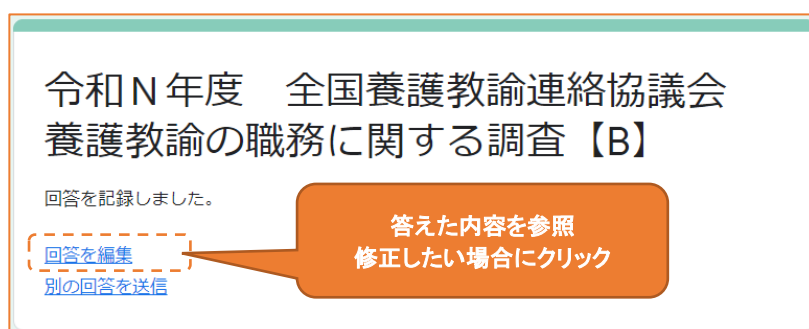 令和Ｎ年度　全国養護教諭連絡協議会
養護教諭の職務に関する調査【B】
回答を記録しました。
答えた内容を参照
修正したい場合にクリック
回答を編集
別の回答を送信